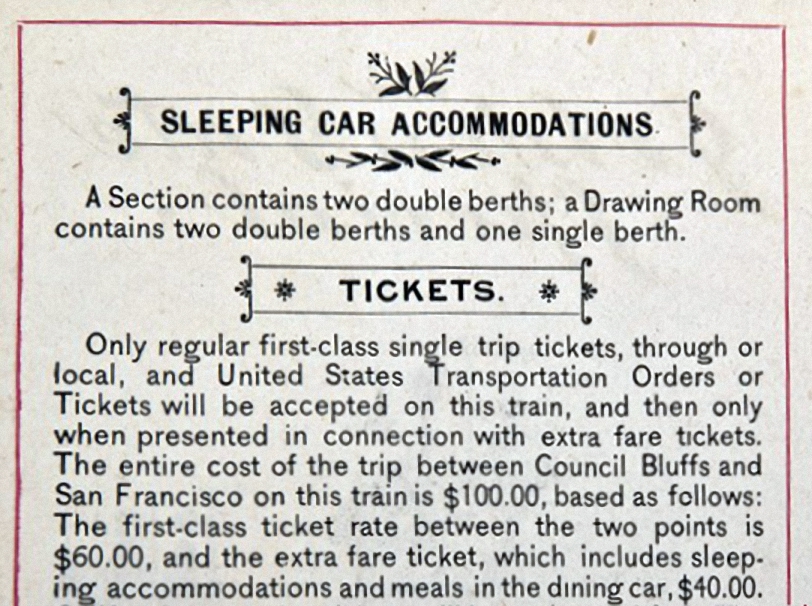 SLEEPING CAR ACCOMMODATIONS.
A Section contains two double berths; a Drawing Room
contains two double berths and one single berth.
TICKETS.
Only regular first-class single trip tickets, through or
local, and United States Transportation Orders or
Tickets will be accepted on this train, and then only
when presented in connection with extra fare tickets.
The entire cost of the trip between Council Bluffs and
San Francisco on this train is $100.00, based as follows:
The first-class ticket rate between the two points is
$60.00, and the extra fare ticket, which includes sleep-
ing accommodations and meals in the dining car, $40.00.